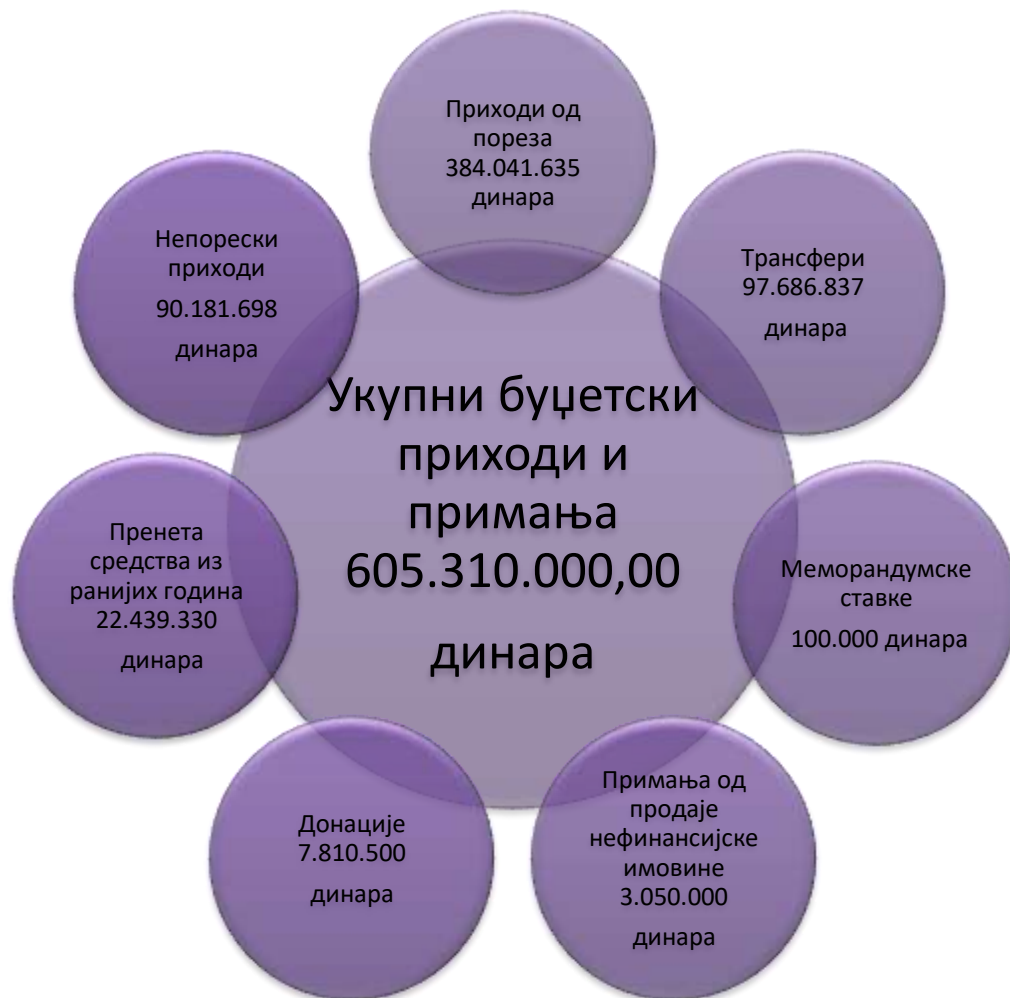 Приходи од
пореза
384.041.635
динара
Трансфери
97.686.837
динара
Меморандумске
ставке
100.000 динара
Примања од
продаје
нефинансијске
имовине
3.050.000
динара
Донације
7.810.500
динара
Пренета
средства из
ранијих година
22.439.330
динара
Непорески
приходи
90.181.698
динара
Укупни буџетски
приходи и
примања
605.310.000,00
динара